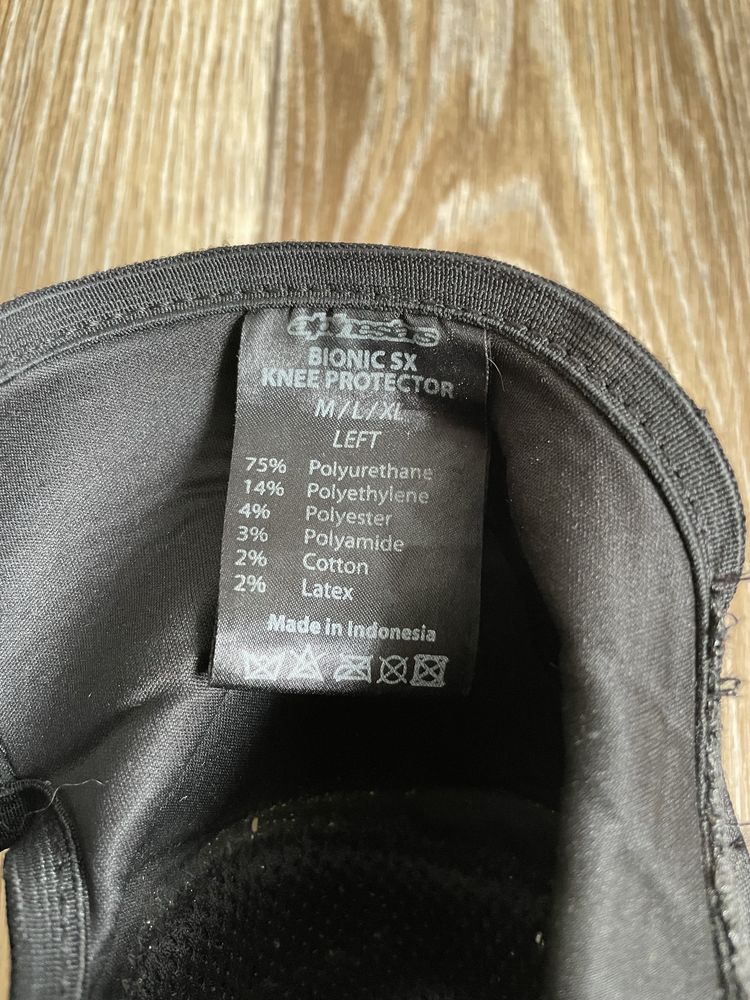 alpinestars
BIONIC SX
KNEE PROTECTOR
M/L/XL
LEFT
75% Polyurethane
14% Polyethylene
4% Polyester
3% Polyamide
2% Cotton
2% Latex
Made in Indonesia